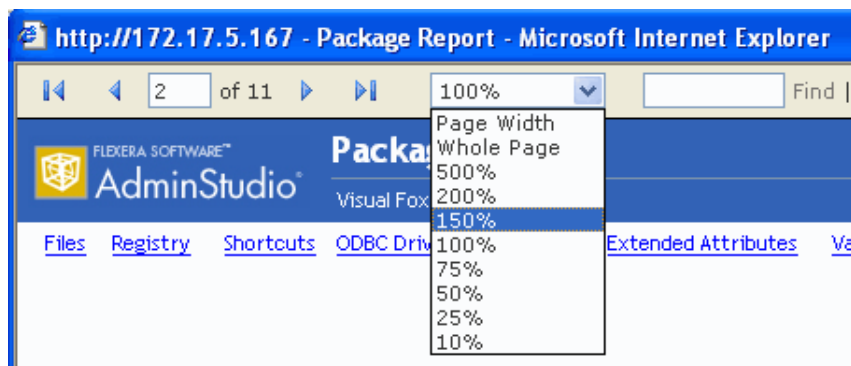 http://172.17.5.167 - Package Report - Microsoft Internet Explorer
2 of 11 100% Find |
Page Width
Whole Page
500%
200%
150%
100%
75%
50%
25%
10%
FLEXERA SOFTWARE™
AdminStudio
Packa
Visual Fox
Files Registry Shortcuts ODBC Driv Extended Attributes Va